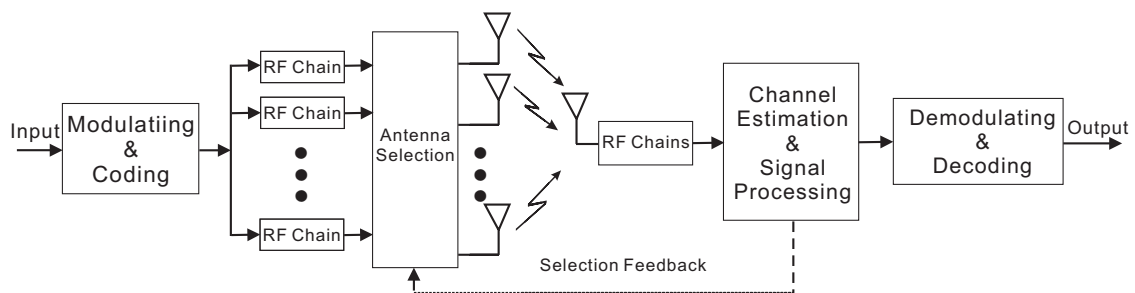 Input
Modulatiing
&
Coding
RF Chain
RF Chain
RF Chain
Antenna
Selection
RF Chains
Channel
Estimation
&
Signal
Processing
Demodulating
&
Decoding
Output
Selection Feedback